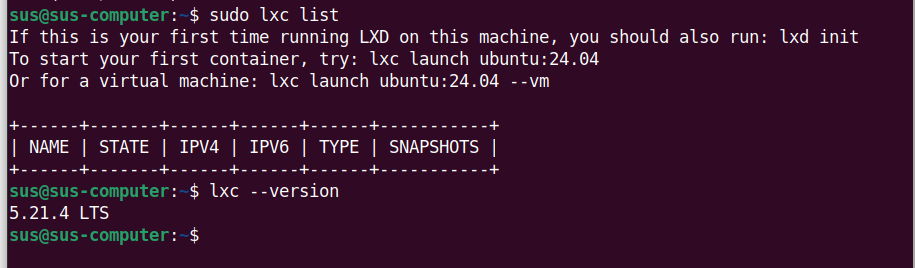 sus@sus-computer:~$ sudo lxc list
If this is your first time running LXD on this machine, you should also run: lxd init
To start your first container, try: lxc launch ubuntu:24.04
Or for a virtual machine: lxc launch ubuntu:24.04 --vm
+------+-------+------+------+------+-----------+
| NAME | STATE | IPV4 | IPV6 | TYPE | SNAPSHOTS |
+------+-------+------+------+------+-----------+
sus@sus-computer:~$ lxc --version
5.21.4 LTS
sus@sus-computer:~$